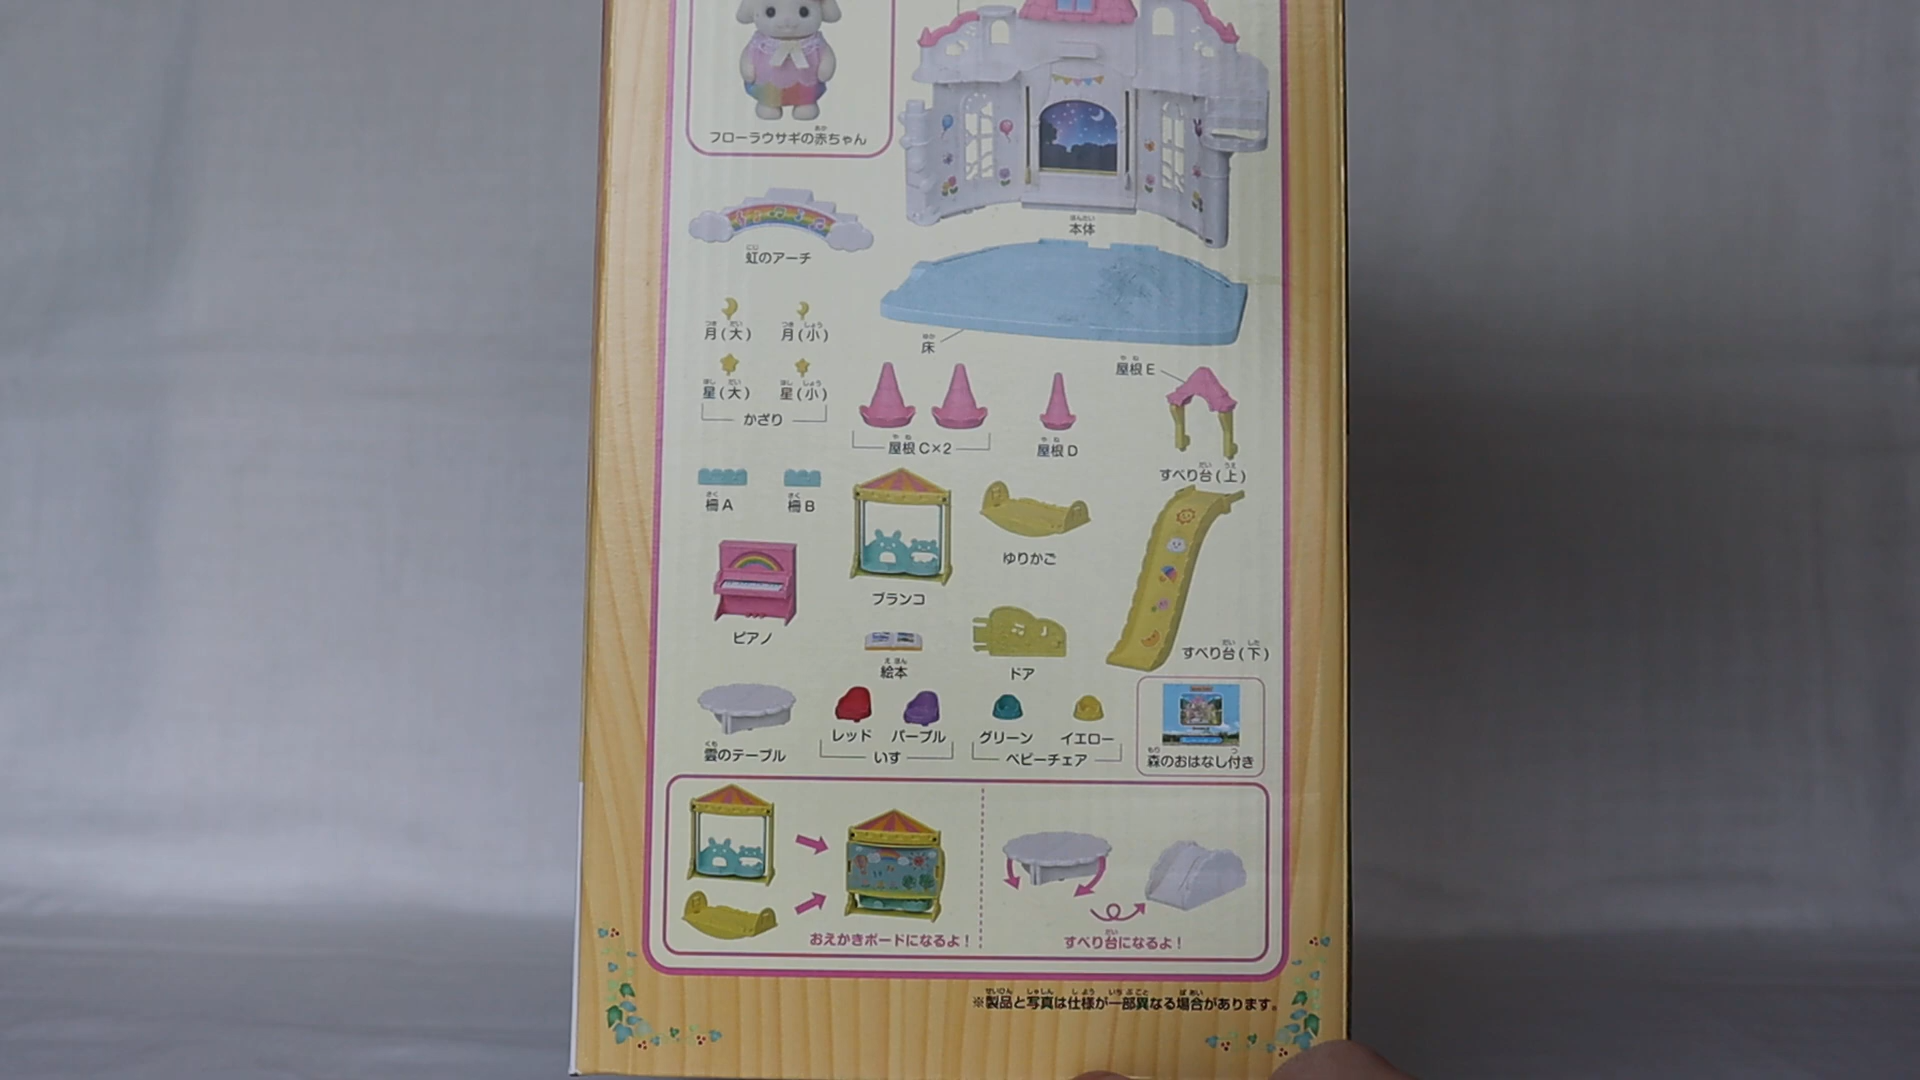 フローラウサギの赤ちゃん
本体
虹のアーチ
床
月(大)
月(小)
星(大)
星(小)
かざり
屋根C×2
屋根D
屋根E
すべり台(上)
柵A
柵B
ブランコ
ゆりかご
ピアノ
絵本
ドア
すべり台(下)
雲のテーブル
レッド
パープル
いす
グリーン
イエロー
ベビーチェア
森のおはなし付き
おえかきボードになるよ!
すべり台になるよ!
※製品と写真は仕様が一部異なる場合があります。